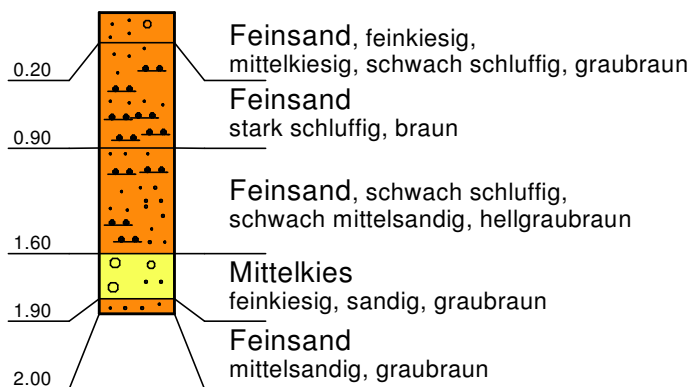 Feinsand, feinkiesig,
0.20 mittelkiesig, schwach schluffig, graubraun
Feinsand
0.90 stark schluffig, braun
Feinsand, schwach schluffig,
schwach mittelsandig, hellgraubraun
1.60
Mittelkies
1.90 feinkiesig, sandig, graubraun
Feinsand
2.00 mittelsandig, graubraun